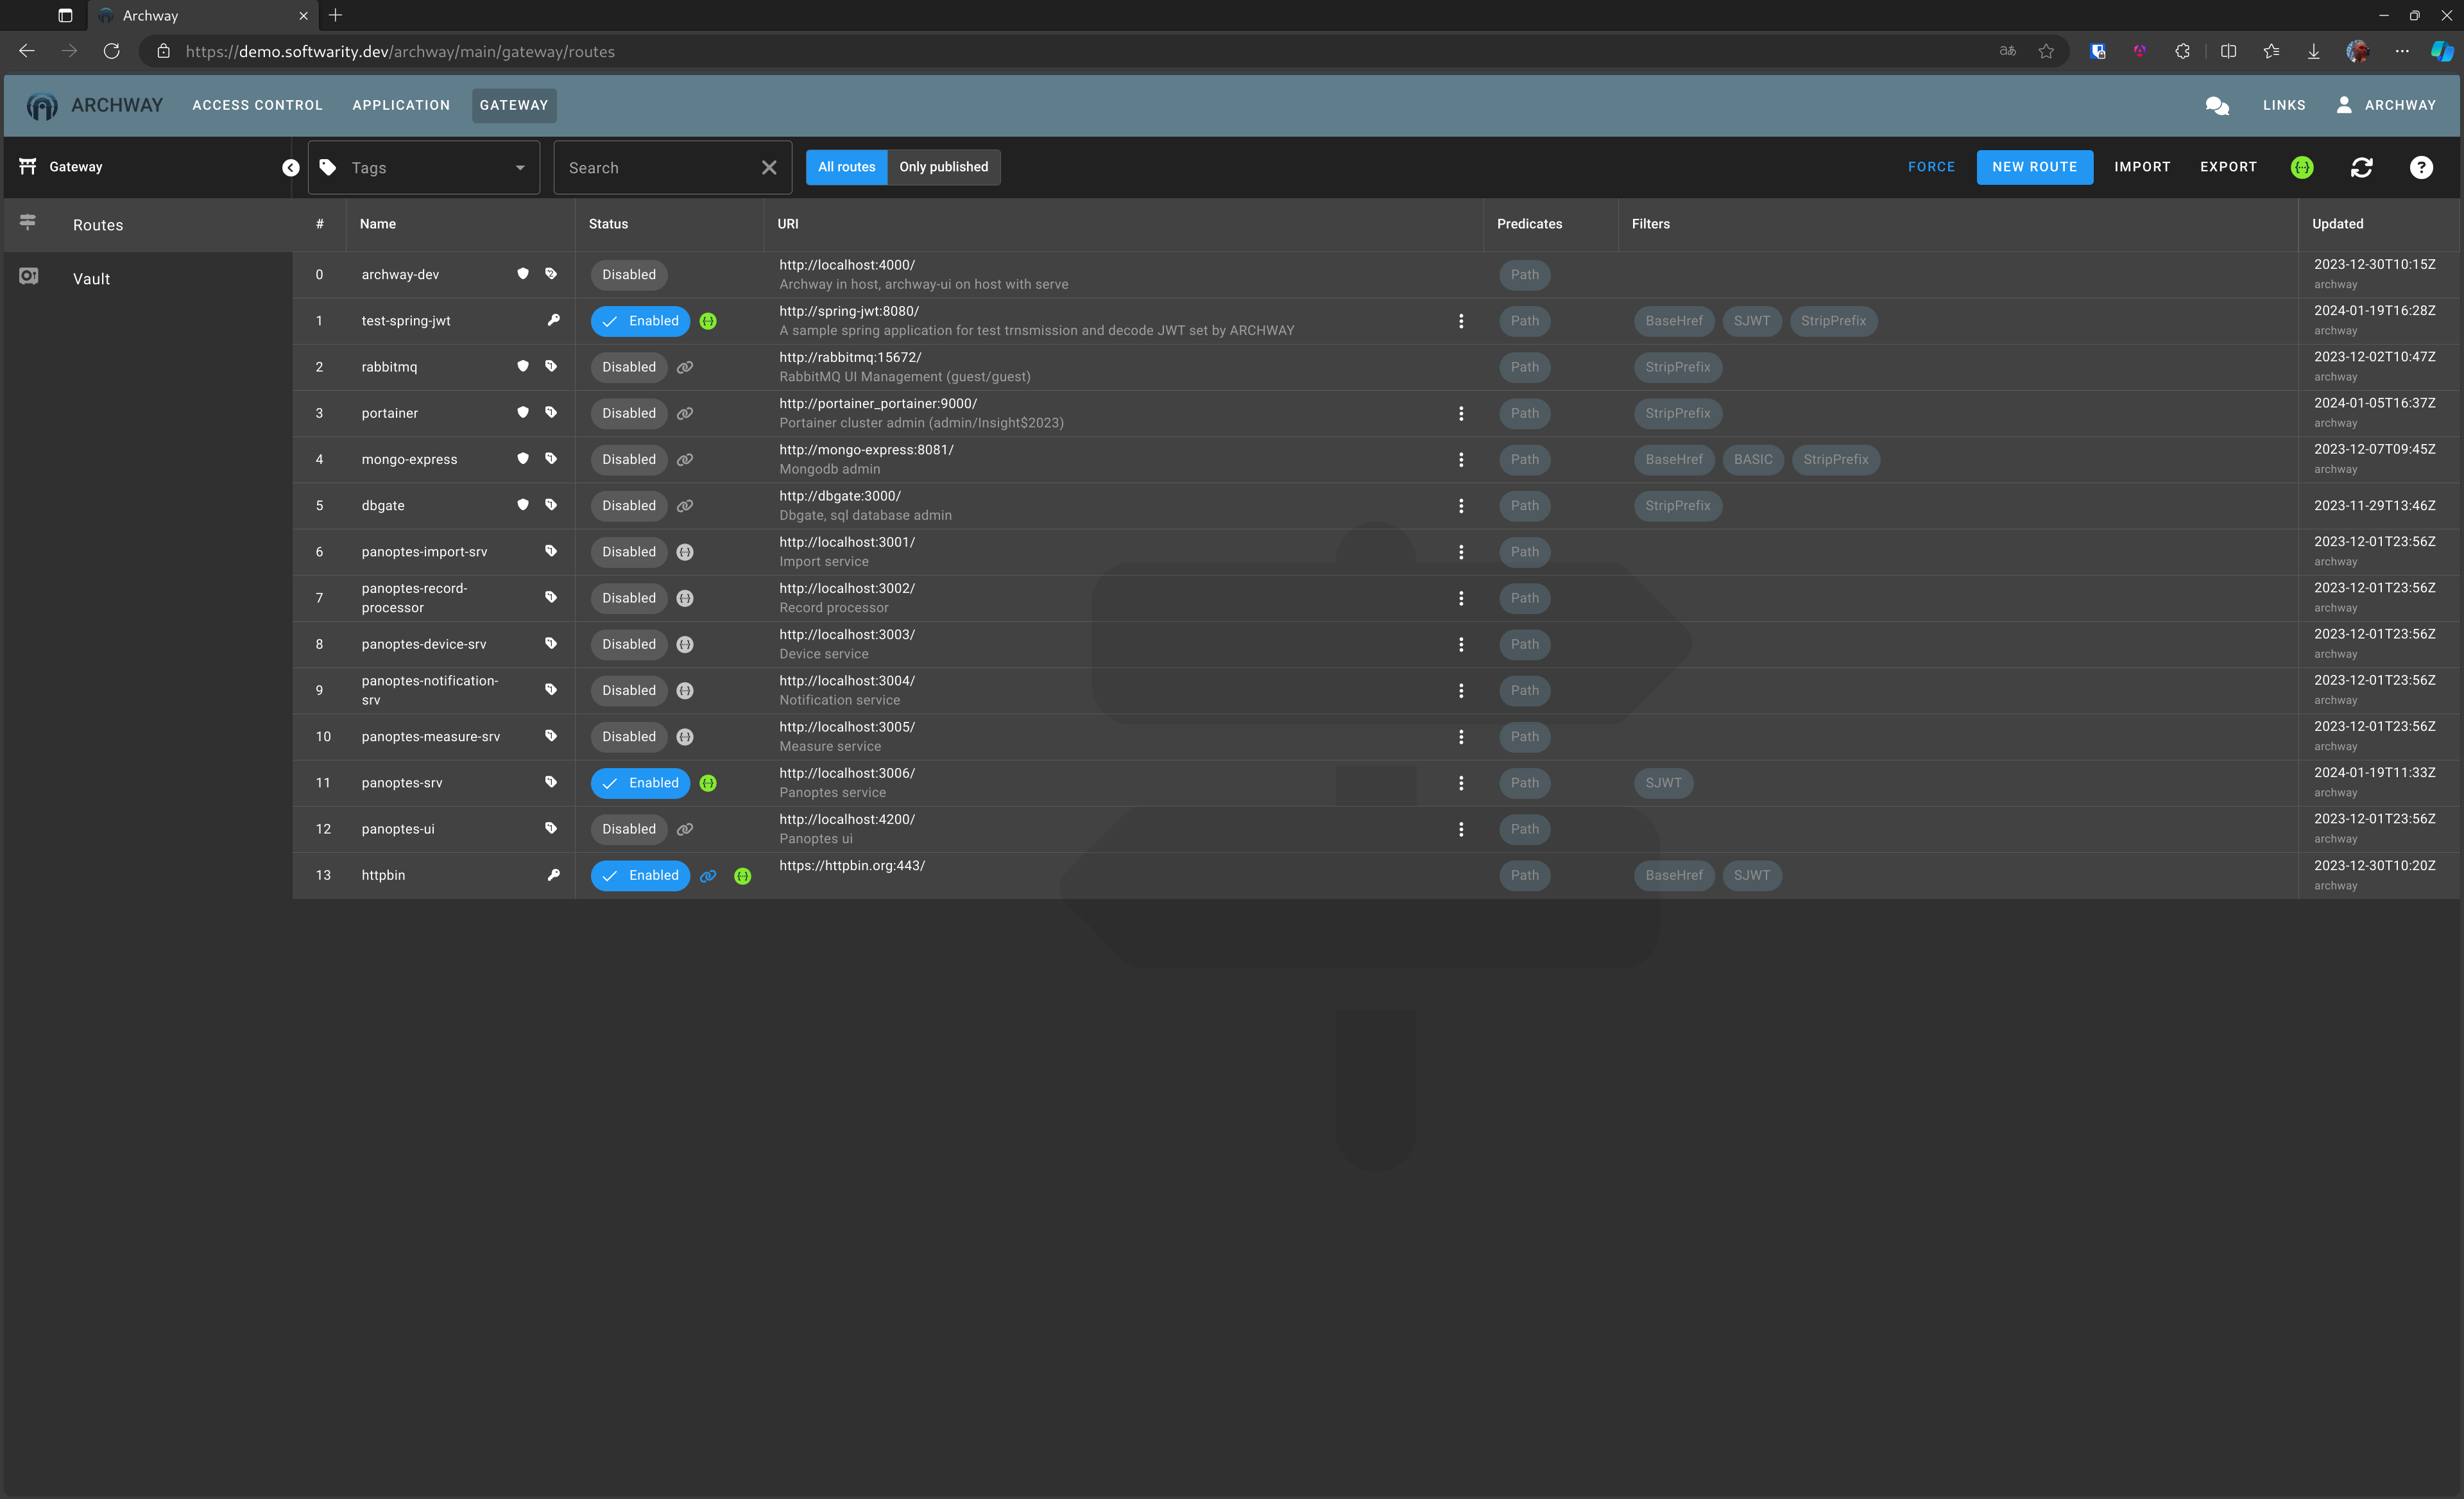 Archway
https://demo.softwarity.dev/archway/main/gateway/routes
ARCHWAY ACCESS CONTROL APPLICATION GATEWAY LINKS ARCHWAY
Gateway Tags Search All routes Only published FORCE NEW ROUTE IMPORT EXPORT
Routes
Vault
# Name Status URI Predicates Filters Updated
0 archway-dev Disabled http://localhost:4000/ Path 2023-12-30T10:15Z
Archway in host, archway-ui on host with serve archway
1 test-spring-jwt Enabled http://spring-jwt:8080/ Path BaseHref SJWT StripPrefix 2024-01-19T16:28Z
A sample spring application for test trnsmission and decode JWT set by ARCHWAY archway
2 rabbitmq Disabled http://rabbitmq:15672/ Path StripPrefix 2023-12-02T10:47Z
RabbitMQ UI Management (guest/guest) archway
3 portainer Disabled http://portainer_portainer:9000/ Path StripPrefix 2024-01-05T16:37Z
Portainer cluster admin (admin/Insight$2023) archway
4 mongo-express Disabled http://mongo-express:8081/ Path BaseHref BASIC StripPrefix 2023-12-07T09:45Z
Mongodb admin archway
5 dbgate Disabled http://dbgate:3000/ Path StripPrefix 2023-11-29T13:46Z
Dbgate, sql database admin
6 panoptes-import-srv Disabled http://localhost:3001/ Path 2023-12-01T23:56Z
Import service archway
7 panoptes-record- Disabled http://localhost:3002/ Path 2023-12-01T23:56Z
processor Record processor archway
8 panoptes-device-srv Disabled http://localhost:3003/ Path 2023-12-01T23:56Z
Device service archway
9 panoptes-notification- Disabled http://localhost:3004/ Path 2023-12-01T23:56Z
srv Notification service archway
10 panoptes-measure-srv Disabled http://localhost:3005/ Path 2023-12-01T23:56Z
Measure service archway
11 panoptes-srv Enabled http://localhost:3006/ Path SJWT 2024-01-19T11:33Z
Panoptes service archway
12 panoptes-ui Disabled http://localhost:4200/ Path 2023-12-01T23:56Z
Panoptes ui archway
13 httpbin Enabled https://httpbin.org:443/ Path BaseHref SJWT 2023-12-30T10:20Z
archway